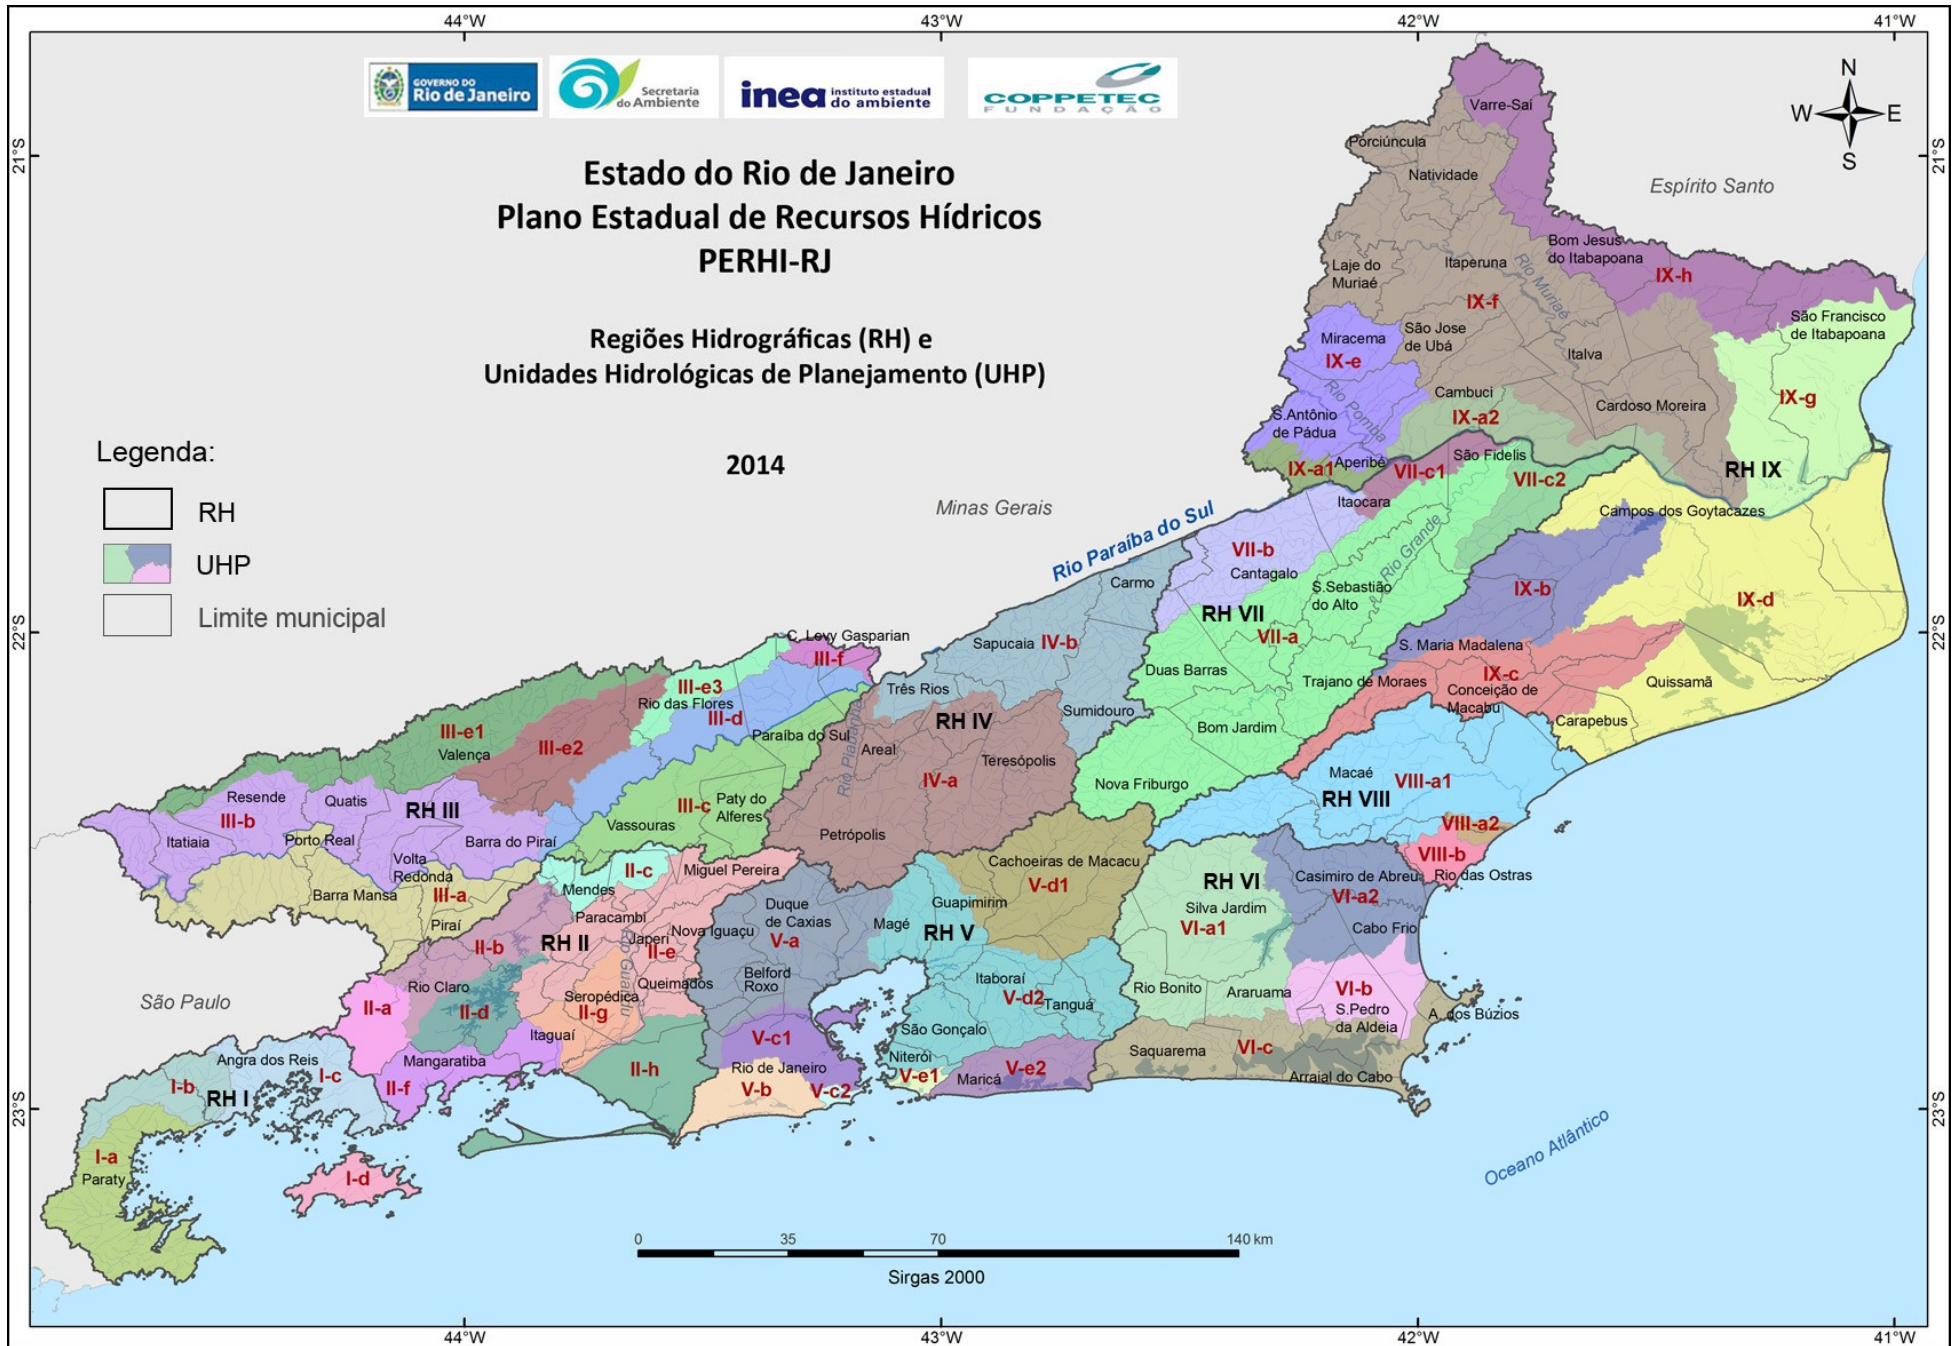 44°W
43°W
42°W
41°W
GOVERNO DO
Rio de Janeiro
Secretaria
do Ambiente
inea instituto estadual
do ambiente
COPPETEC
FUNDAÇÃO
N
W
E
S
Estado do Rio de Janeiro
Plano Estadual de Recursos Hídricos
PERHI-RJ
Regiões Hidrográficas (RH) e
Unidades Hidrológicas de Planejamento (UHP)
2014
Legenda:
RH
UHP
Limite municipal
21°S
22°S
23°S
21°S
22°S
23°S
Espírito Santo
Minas Gerais
São Paulo
Oceano Atlântico
Rio Paraíba do Sul
Varre-Saí
Porciúncula
Natividade
Bom Jesus
do Itabapoana
IX-h
Laje do
Muriaé
Itaperuna
Rio Muriaé
IX-f
São Francisco
de Itabapoana
Miracema
IX-e
São Jose
de Ubá
Italva
Rio Pomba
Cambuci
IX-a2
Cardoso Moreira
IX-g
S.Antônio
de Pádua
IX-a1
Aperibé
RH IX
VII-c1
São Fidelis
VII-c2
Itaocara
Campos dos Goytacazes
VII-b
Cantagalo
Rio Grande
S.Sebastião
do Alto
IX-b
IX-d
Carmo
RH VII
VII-a
Sapucaia
IV-b
Duas Barras
S. Maria Madalena
Trajano de Moraes
IX-c
Conceição de
Macabu
Quissamã
Carapebus
C. Levy Gasparian
III-f
III-e3
Rio das Flores
III-d
Três Rios
Sumidouro
RH IV
Bom Jardim
III-e1
Valença
III-e2
Paraíba do Sul
Rio Piabanha
Areal
Teresópolis
IV-a
Nova Friburgo
Macaé
VIII-a1
RH VIII
VIII-a2
Resende
Quatis
III-b
RH III
Itatiaia
Porto Real
Barra do Piraí
III-c
Paty do
Alferes
Vassouras
Petrópolis
Volta
Redonda
Barra Mansa
III-a
Piraí
Mendes
II-c
Miguel Pereira
Cachoeiras de Macacu
V-d1
Guapimirim
RH VI
Silva Jardim
VI-a1
Casimiro de Abreu
VI-a2
VIII-b
Rio das Ostras
Cabo Frio
Paracambi
RH II
II-b
Japeri
II-e
Nova Iguaçu
Duque
de Caxias
V-a
Magé
RH V
Rio Guandu
Queimados
Belford
Roxo
Itaboraí
V-d2
Tanguá
Rio Bonito
Araruama
VI-b
S.Pedro
da Aldeia
A. dos Búzios
Rio Claro
II-a
II-d
Seropédica
II-g
Itaguaí
São Gonçalo
V-c1
Rio de Janeiro
Niterói
V-e1
Maricá
V-e2
Saquarema
VI-c
Arraial do Cabo
Angra dos Reis
Mangaratiba
II-h
V-b
V-c2
I-c
II-f
I-b
RH I
I-a
Paraty
I-d
0
35
70
140 km
Sirgas 2000
44°W
43°W
42°W
41°W